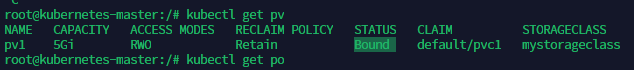 root@kubernetes-master:/# kubectl get pv
NAME CAPACITY ACCESS MODES RECLAIM POLICY STATUS CLAIM STORAGECLASS
pv1 5Gi RWO Retain Bound default/pvc1 mystorageclass
root@kubernetes-master:/# kubectl get po